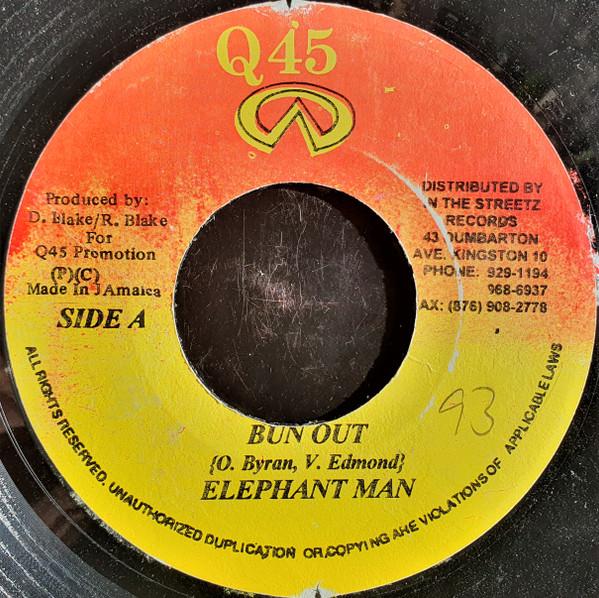 Q45
Produced by:
D. Blake/R. Blake
For
Q45 Promotion
(P)(C)
Made In JAmaica
SIDE A
DISTRIBUTED BY
IN THE STREETZ
RECORDS
43 DUMBARTON
AVE. KINGSTON 10
PHONE: 929-1194
968-6937
FAX: (876) 908-2778
93
BUN OUT
{O. Byran, V. Edmond}
ELEPHANT MAN
ALL RIGHTS RESERVED. UNAUTHORIZED DUPLICATION OR COPYING ARE VIOLATIONS OF APPLICABLE LAWS